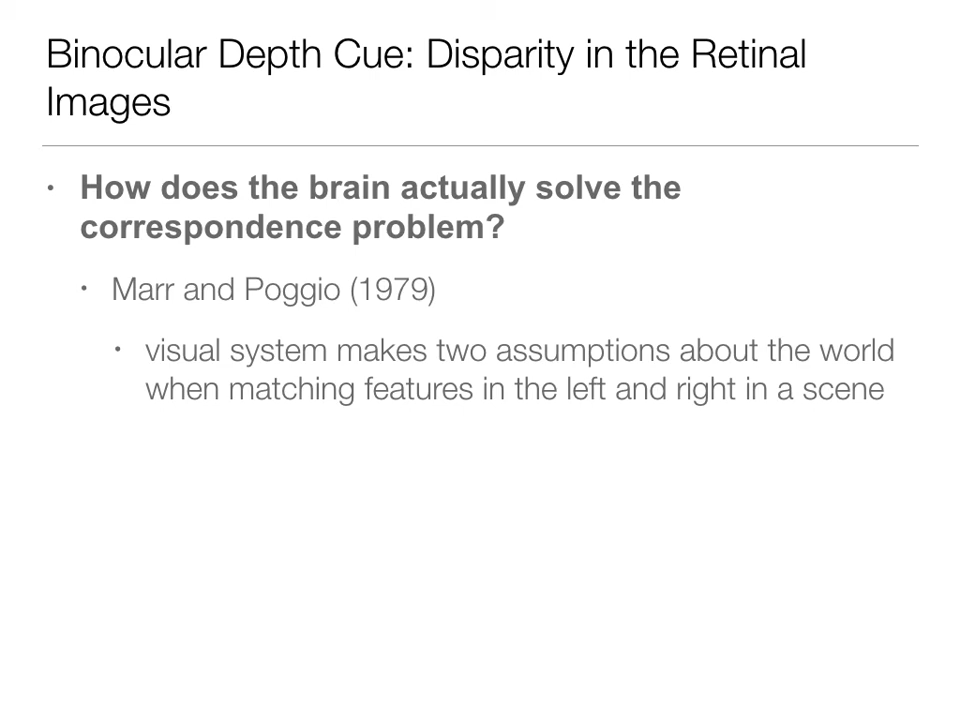 Binocular Depth Cue: Disparity in the Retinal
Images
• How does the brain actually solve the
correspondence problem?
• Marr and Poggio (1979)
• visual system makes two assumptions about the world
when matching features in the left and right in a scene